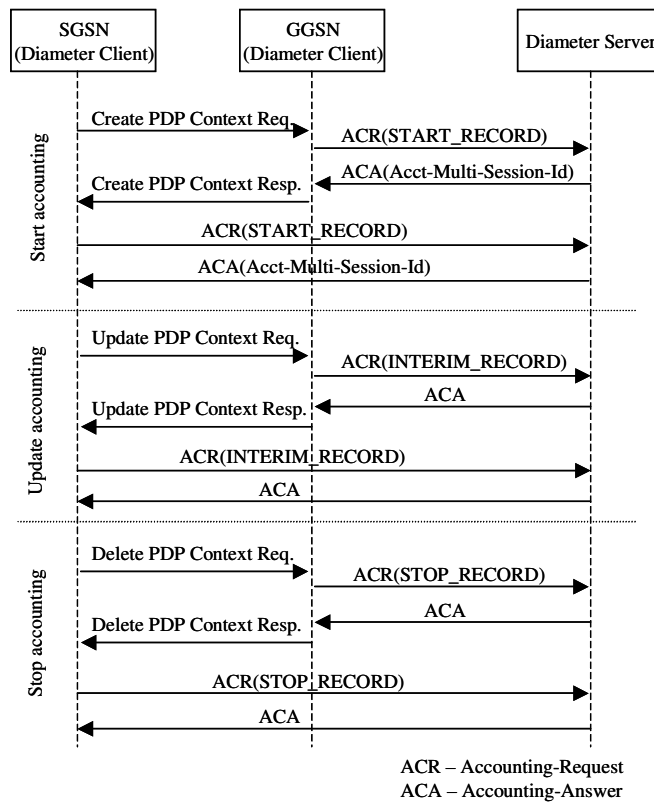 SGSN
(Diameter Client)
GGSN
(Diameter Client)
Diameter Server
Start accounting
Create PDP Context Req.
ACR(START_RECORD)
ACA(Acct-Multi-Session-Id)
Create PDP Context Resp.
ACR(START_RECORD)
ACA(Acct-Multi-Session-Id)
Update accounting
Update PDP Context Req.
ACR(INTERIM_RECORD)
ACA
Update PDP Context Resp.
ACR(INTERIM_RECORD)
ACA
Stop accounting
Delete PDP Context Req.
ACR(STOP_RECORD)
ACA
Delete PDP Context Resp.
ACR(STOP_RECORD)
ACA
ACR – Accounting-Request
ACA – Accounting-Answer